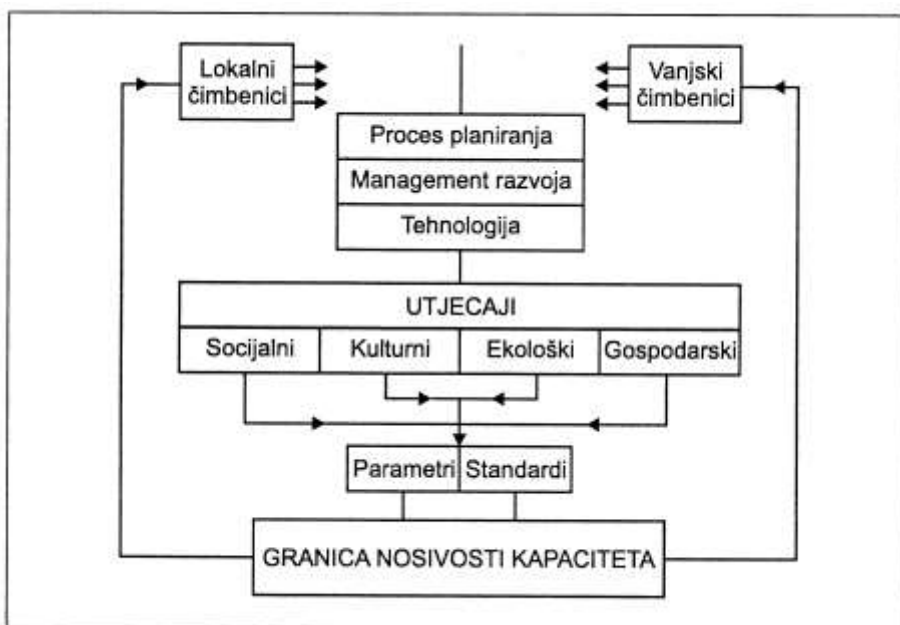 Lokalni
čimbenici
Vanjski
čimbenici
Proces planiranja
Management razvoja
Tehnologija
UTJECAJI
Socijalni
Kulturni
Ekološki
Gospodarski
Parametri
Standardi
GRANICA NOSIVOSTI KAPACITETA